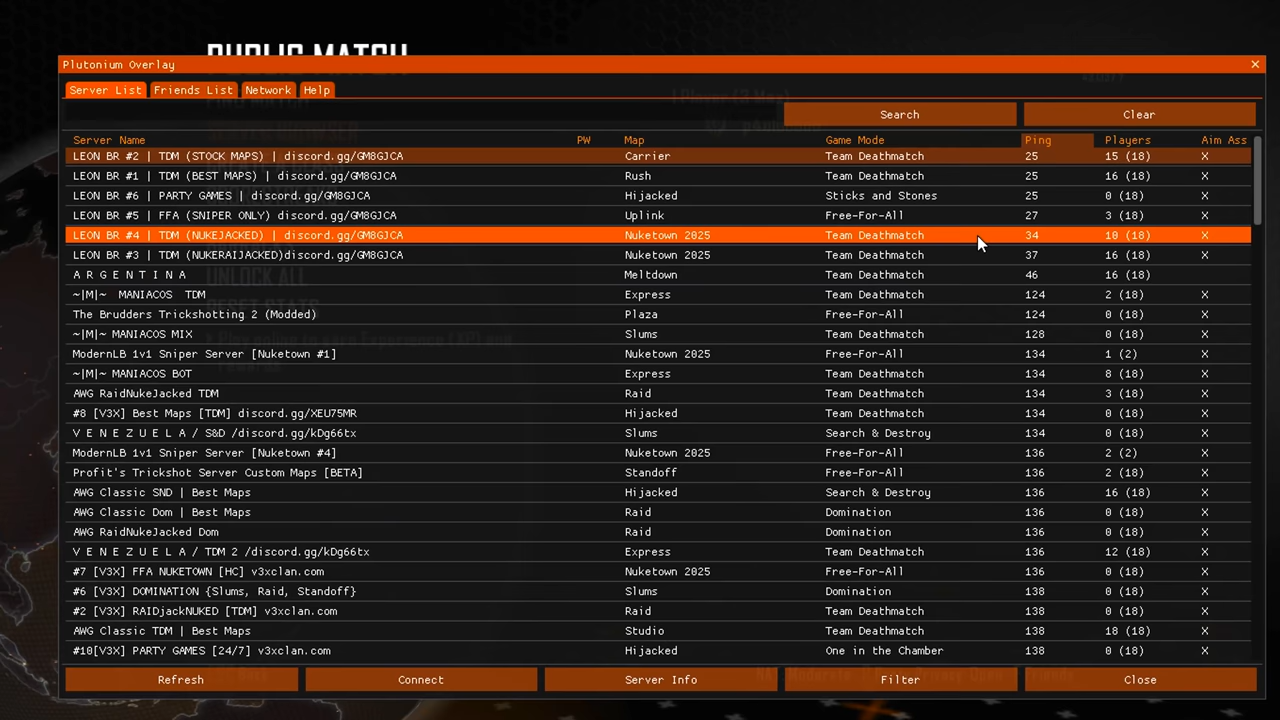 PUBLIC MATCH
Plutonium Overlay ×
Server List Friends List Network Help
Search Clear
Server Name PW Map Game Mode Ping Players Aim Ass
LEON BR #2 | TDM (STOCK MAPS) | discord.gg/GM8GJCA Carrier Team Deathmatch 25 15 (18) X
LEON BR #1 | TDM (BEST MAPS) | discord.gg/GM8GJCA Rush Team Deathmatch 25 16 (18) X
LEON BR #6 | PARTY GAMES | discord.gg/GM8GJCA Hijacked Sticks and Stones 25 0 (18) X
LEON BR #5 | FFA (SNIPER ONLY) discord.gg/GM8GJCA Uplink Free-For-All 27 3 (18) X
LEON BR #4 | TDM (NUKEJACKED) | discord.gg/GM8GJCA Nuketown 2025 Team Deathmatch 34 18 (18) X
LEON BR #3 | TDM (NUKERAIJACKED)discord.gg/GM8GJCA Nuketown 2025 Team Deathmatch 37 16 (18) X
A R G E N T I N A Meltdown Team Deathmatch 46 16 (18)
~|M|~ MANIACOS TDM Express Team Deathmatch 124 2 (18) X
The Brudders Trickshotting 2 (Modded) Plaza Free-For-All 124 0 (18) X
~|M|~ MANIACOS MIX Slums Team Deathmatch 128 0 (18) X
ModernLB 1v1 Sniper Server [Nuketown #1] Nuketown 2025 Free-For-All 134 1 (2) X
~|M|~ MANIACOS BOT Express Team Deathmatch 134 8 (18) X
AWG RaidNukeJacked TDM Raid Team Deathmatch 134 3 (18) X
#8 [V3X] Best Maps [TDM] discord.gg/XEU75MR Hijacked Team Deathmatch 134 0 (18) X
V E N E Z U E L A / S&D /discord.gg/kDg66tx Slums Search & Destroy 134 0 (18) X
ModernLB 1v1 Sniper Server [Nuketown #4] Nuketown 2025 Free-For-All 136 2 (2) X
Profit's Trickshot Server Custom Maps [BETA] Standoff Free-For-All 136 2 (18) X
AWG Classic SND | Best Maps Hijacked Search & Destroy 136 16 (18) X
AWG Classic Dom | Best Maps Raid Domination 136 0 (18) X
AWG RaidNukeJacked Dom Raid Domination 136 0 (18) X
V E N E Z U E L A / TDM 2 /discord.gg/kDg66tx Express Team Deathmatch 136 12 (18) X
#7 [V3X] FFA NUKETOWN [HC] v3xclan.com Nuketown 2025 Free-For-All 136 0 (18) X
#6 [V3X] DOMINATION {Slums, Raid, Standoff} Slums Domination 138 0 (18) X
#2 [V3X] RAIDjackNUKED [TDM] v3xclan.com Raid Team Deathmatch 138 0 (18) X
AWG Classic TDM | Best Maps Studio Team Deathmatch 138 18 (18) X
#10[V3X] PARTY GAMES [24/7] v3xclan.com Hijacked One in the Chamber 138 0 (18) X
UNLOCK ALL
RESET STATS
Refresh Connect Server Info Filter Close